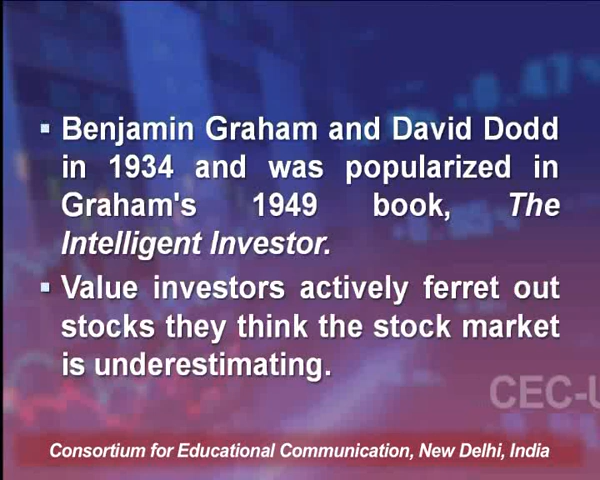 ▪ Benjamin Graham and David Dodd
in 1934 and was popularized in
Graham's 1949 book, The
Intelligent Investor.
▪ Value investors actively ferret out
stocks they think the stock market
is underestimating.
CEC-U
Consortium for Educational Communication, New Delhi, India